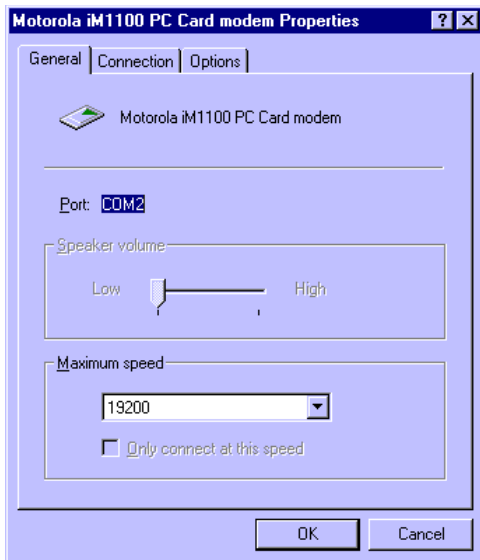 Motorola iM1100 PC Card modem Properties
General Connection Options
Motorola iM1100 PC Card modem
Port: COM2
Speaker volume
Low High
Maximum speed
19200
Only connect at this speed
OK Cancel